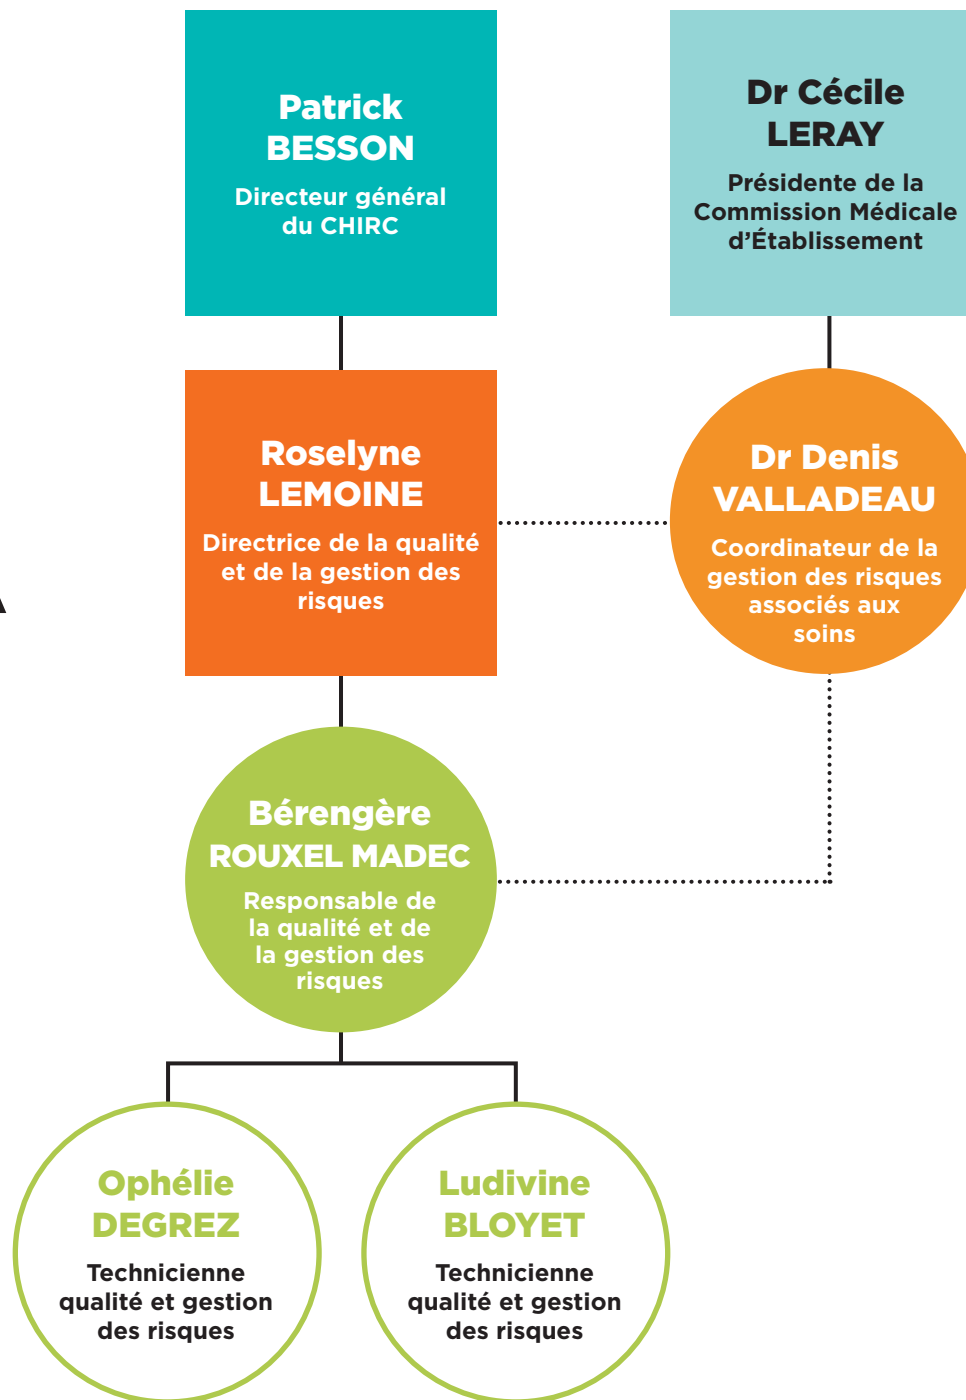 Patrick
BESSON
Directeur général
du CHIRC
Dr Cécile
LERAY
Présidente de la
Commission Médicale
d’Établissement
Roselyne
LEMOINE
Directrice de la qualité
et de la gestion des
risques
Dr Denis
VALLADEAU
Coordinateur de la
gestion des risques
associés aux
soins
Bérengère
ROUXEL MADEC
Responsable de
la qualité et de
la gestion des
risques
Ophélie
DEGREZ
Technicienne
qualité et gestion
des risques
Ludivine
BLOYET
Technicienne
qualité et gestion
des risques